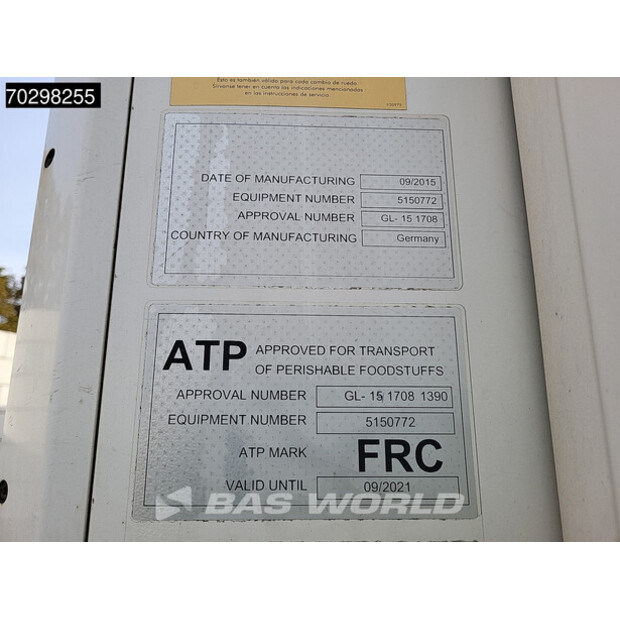 70298255
Esto es también válido para cada cambio de rueda
Sírvanse tener en cuenta las indicaciones mencionadas
en las instrucciones de servicio.
DATE OF MANUFACTURING 09/2015
EQUIPMENT NUMBER 5150772
APPROVAL NUMBER GL- 15 1708
COUNTRY OF MANUFACTURING Germany
ATP APPROVED FOR TRANSPORT
OF PERISHABLE FOODSTUFFS
APPROVAL NUMBER GL- 15 1708 1390
EQUIPMENT NUMBER 5150772
ATP MARK FRC
VALID UNTIL 09/2021
BAS WORLD